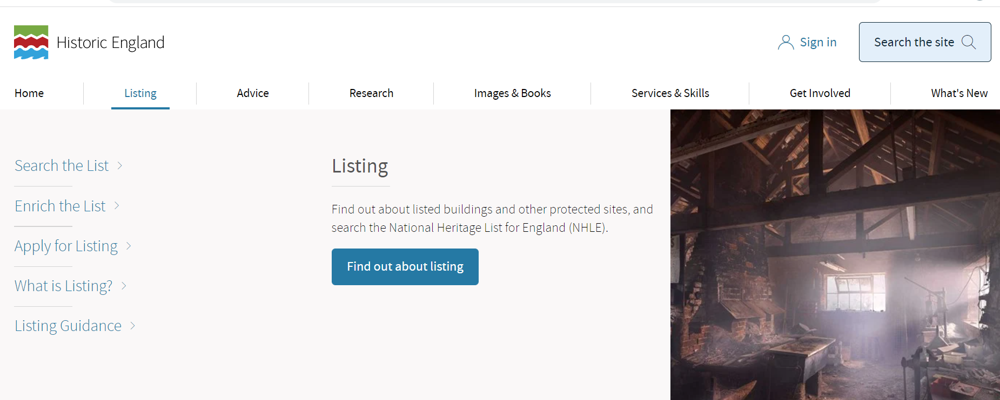 Historic England
Sign in
Search the site
Home
Listing
Advice
Research
Images & Books
Services & Skills
Get Involved
What's New
Search the List
Enrich the List
Apply for Listing
What is Listing?
Listing Guidance
Listing
Find out about listed buildings and other protected sites, and
search the National Heritage List for England (NHLE).
Find out about listing